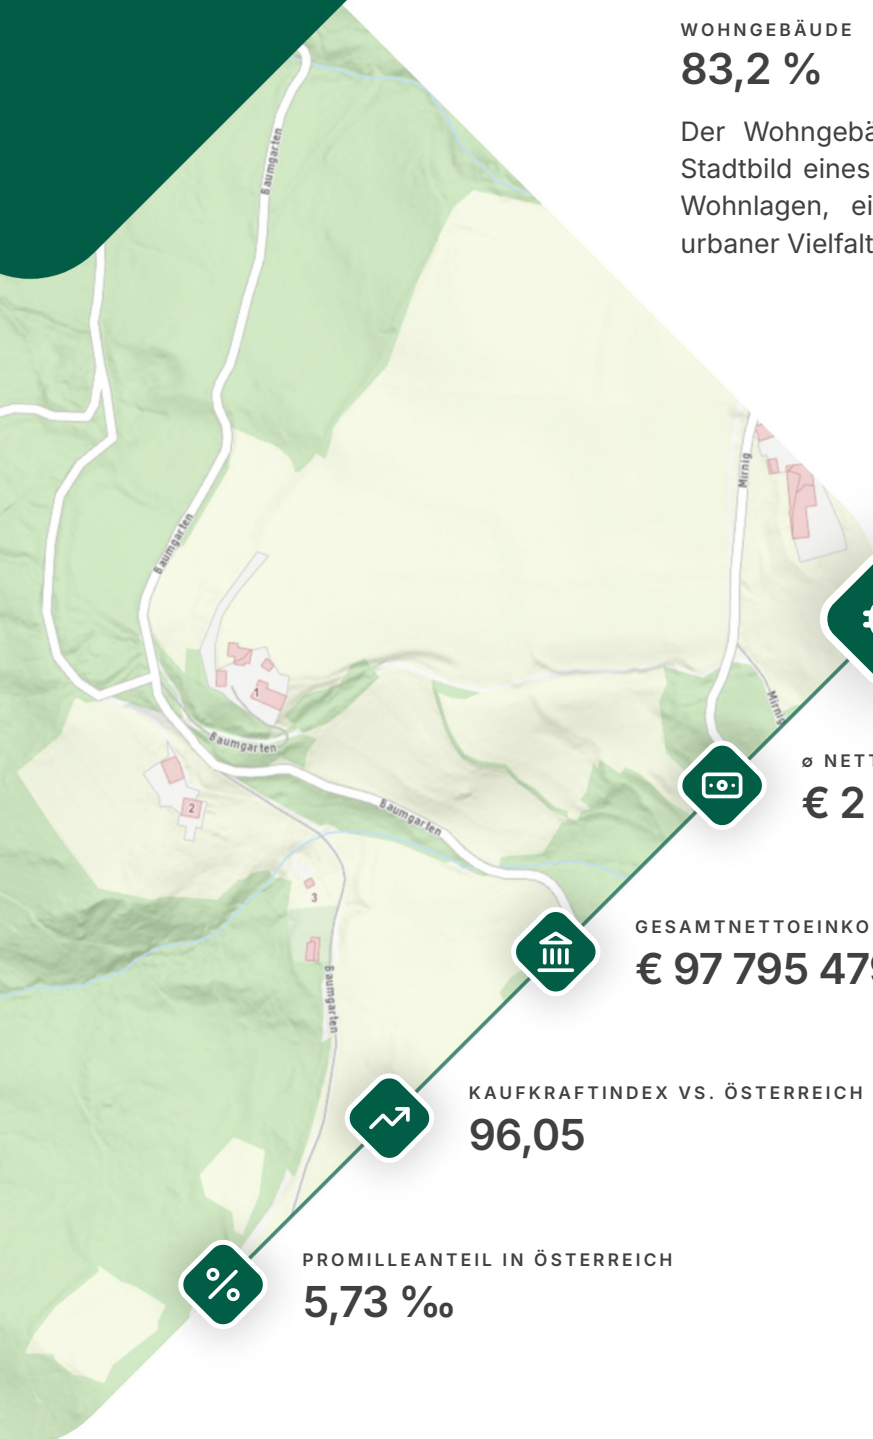 WOHNGEBÄUDE
83,2 %
Der Wohngebä
Stadtbild eines
Wohnlagen, ei
urbaner Vielfalt
Baumgarten
Mirnig
Baumgarten
1
Mirnig
Baumgarten
ø NETT
€ 2
2
Baumgarten
3
GESAMTNETTOEINKO
€ 97 795 479
Baumgarten
KAUFKRAFTINDEX VS. ÖSTERREICH
96,05
PROMILLEANTEIL IN ÖSTERREICH
5,73 ‰